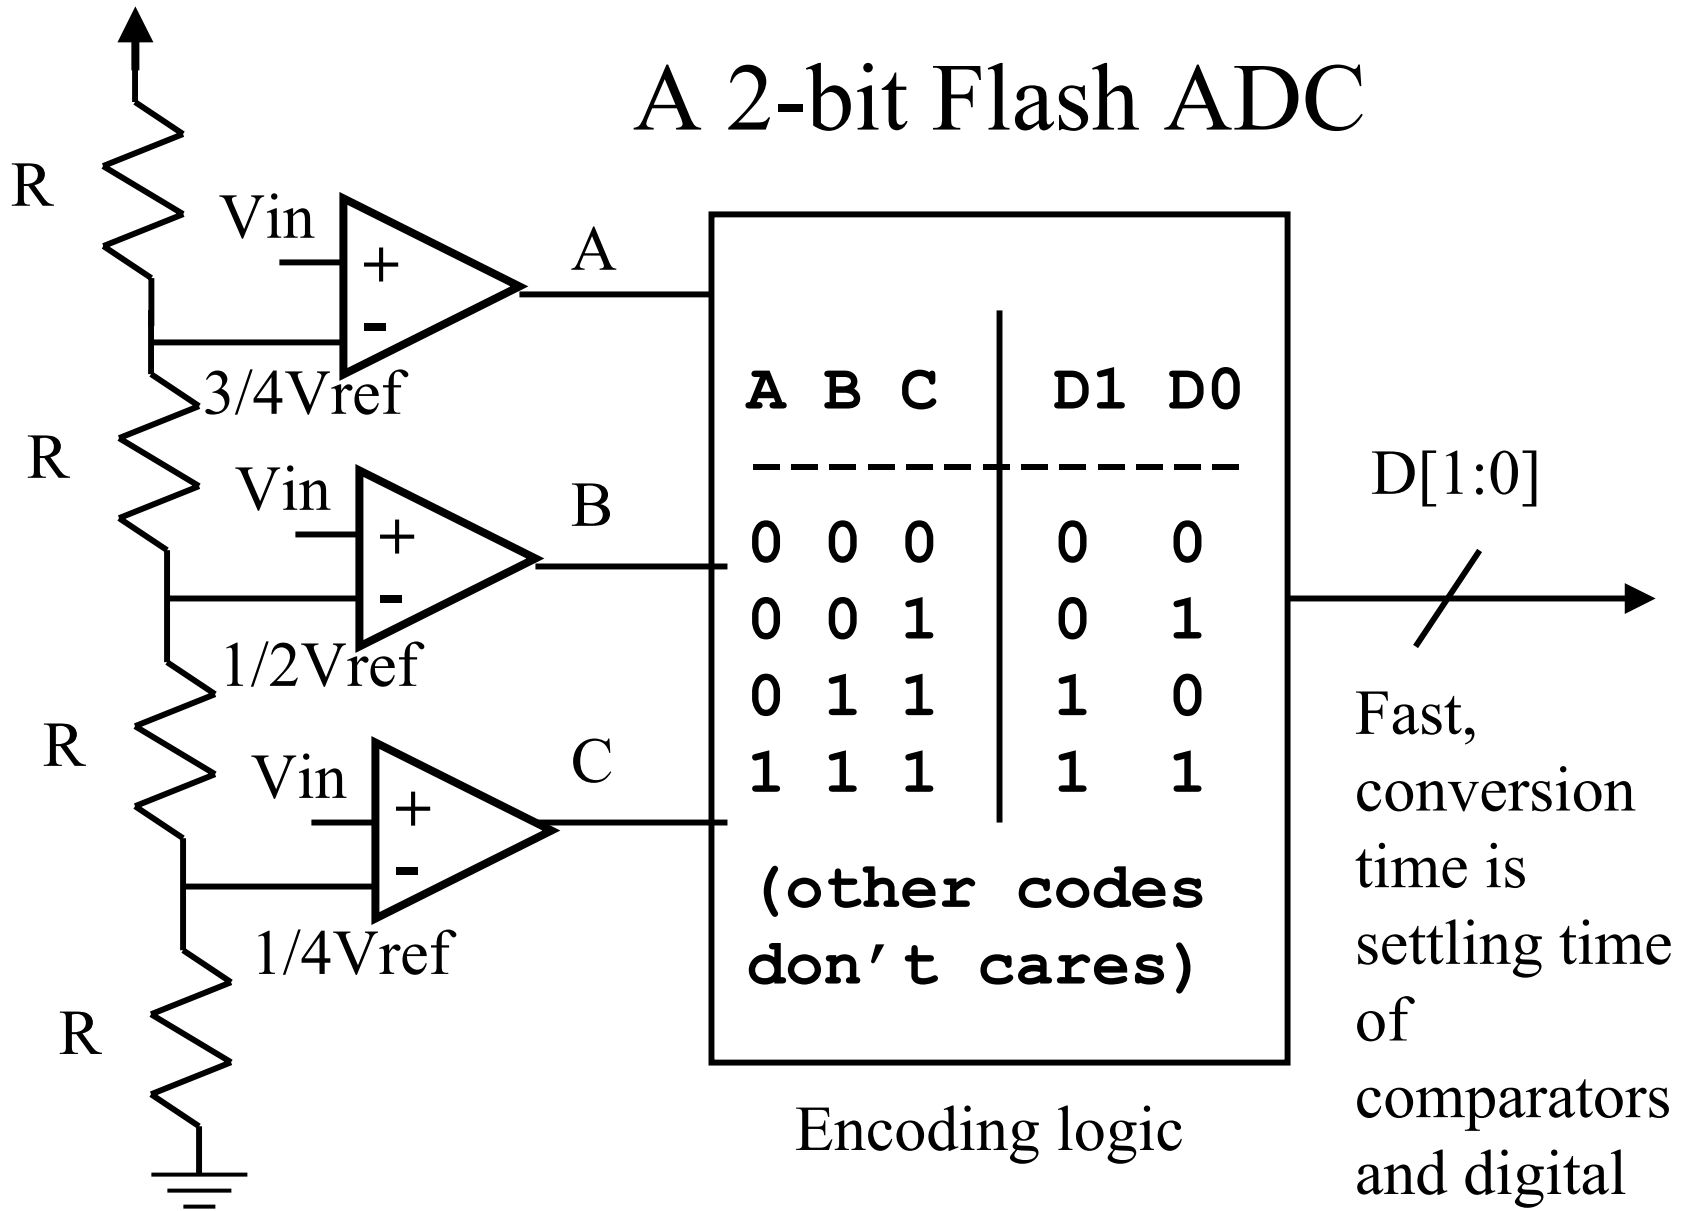 A 2-bit Flash ADC
R
Vin
+
-
A
3/4Vref
R
Vin
+
-
B
1/2Vref
R
Vin
+
-
C
1/4Vref
R
A B C D1 D0
0 0 0 0 0
0 0 1 0 1
0 1 1 1 0
1 1 1 1 1
(other codes
don't cares)
Encoding logic
D[1:0]
Fast,
conversion
time is
settling time
of
comparators
and digital